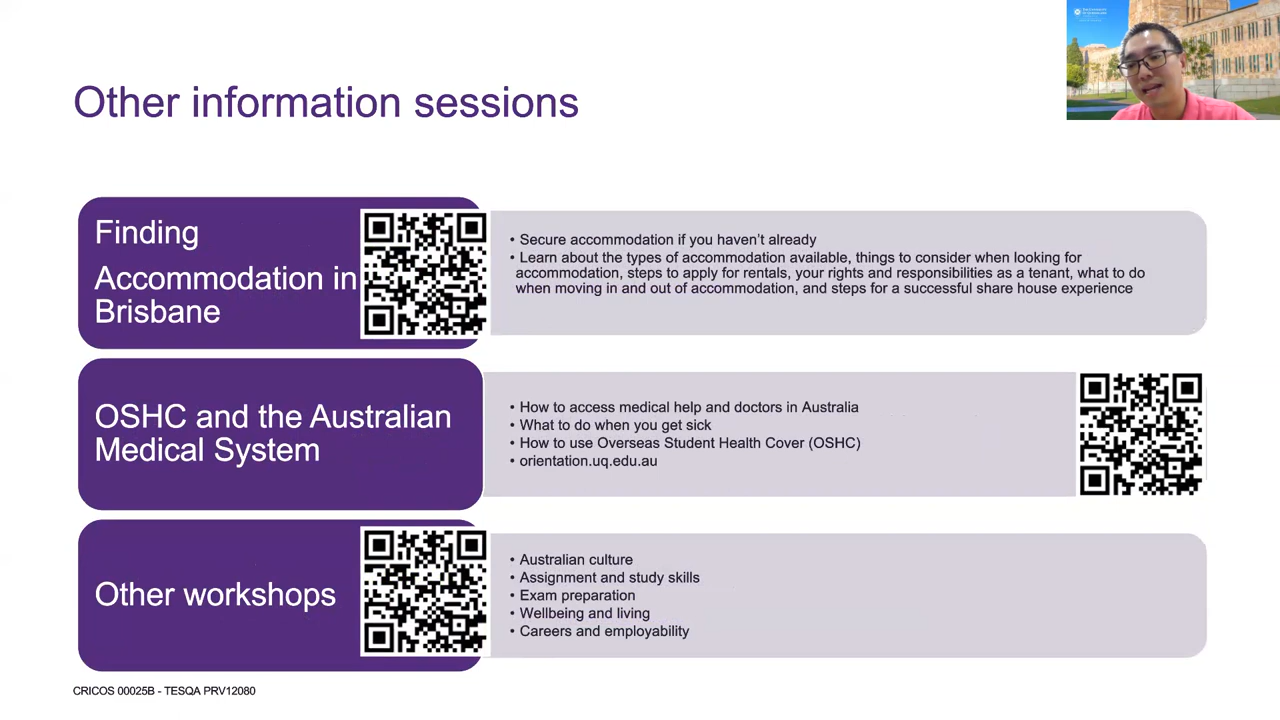 Other information sessions
Finding
Accommodation in
Brisbane
• Secure accommodation if you haven’t already
• Learn about the types of accommodation available, things to consider when looking for
accommodation, steps to apply for rentals, your rights and responsibilities as a tenant, what to do
when moving in and out of accommodation, and steps for a successful share house experience
OSHC and the Australian
Medical System
• How to access medical help and doctors in Australia
• What to do when you get sick
• How to use Overseas Student Health Cover (OSHC)
• orientation.uq.edu.au
Other workshops
• Australian culture
• Assignment and study skills
• Exam preparation
• Wellbeing and living
• Careers and employability
CRICOS 00025B - TESQA PRV12080